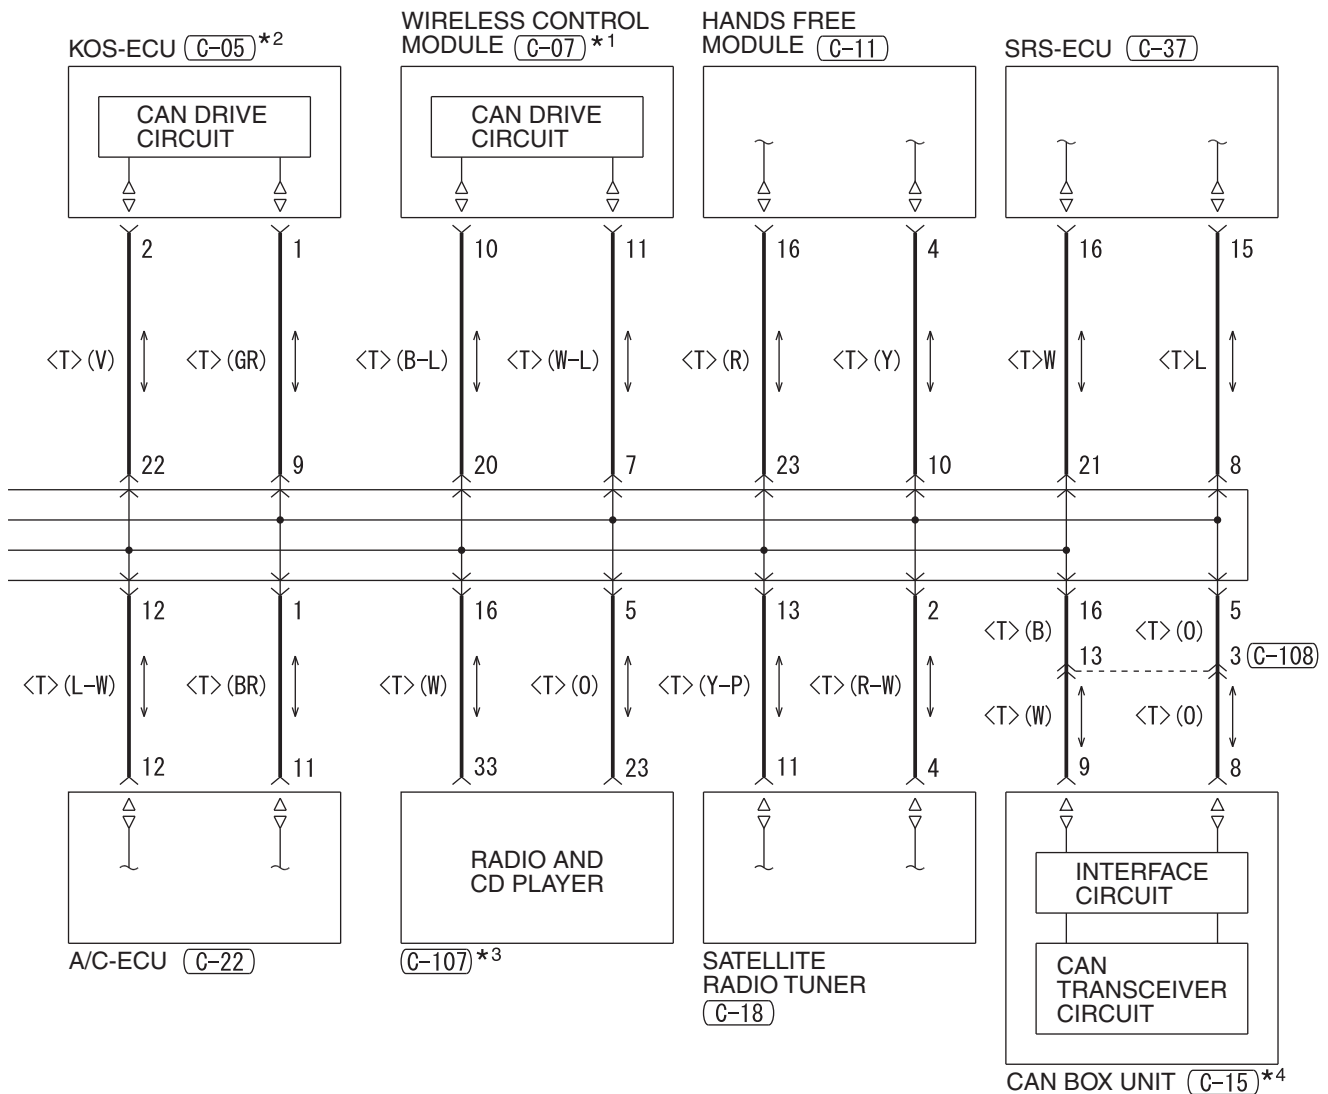 WIRELESS CONTROL
MODULE C-07 *1
HANDS FREE
MODULE C-11
KOS-ECU C-05 *2
SRS-ECU C-37
CAN DRIVE
CIRCUIT
CAN DRIVE
CIRCUIT
2 1 10 11 16 4 16 15
<T>(V) <T>(GR) <T>(B-L) <T>(W-L) <T>(R) <T>(Y) <T>W <T>L
22 9 20 7 23 10 21 8
12 1 16 5 13 2 16 5
<T>(B) <T>(O)
13 3 C-108
<T>(L-W) <T>(BR) <T>(W) <T>(O) <T>(Y-P) <T>(R-W)
<T>(W) <T>(O)
12 11 33 23 11 4 9 8
RADIO AND
CD PLAYER
INTERFACE
CIRCUIT
A/C-ECU C-22
C-107 *3
SATELLITE
RADIO TUNER
C-18
CAN
TRANSCEIVER
CIRCUIT
CAN BOX UNIT C-15 *4